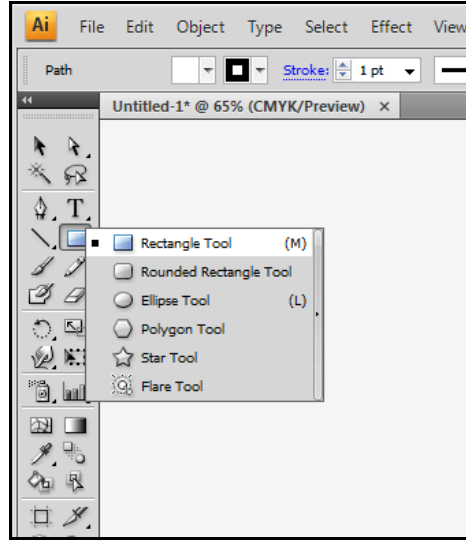 Ai File Edit Object Type Select Effect View
Path Stroke: 1 pt
Untitled-1* @ 65% (CMYK/Preview) ×
T
Rectangle Tool (M)
Rounded Rectangle Tool
Ellipse Tool (L)
Polygon Tool
Star Tool
Flare Tool